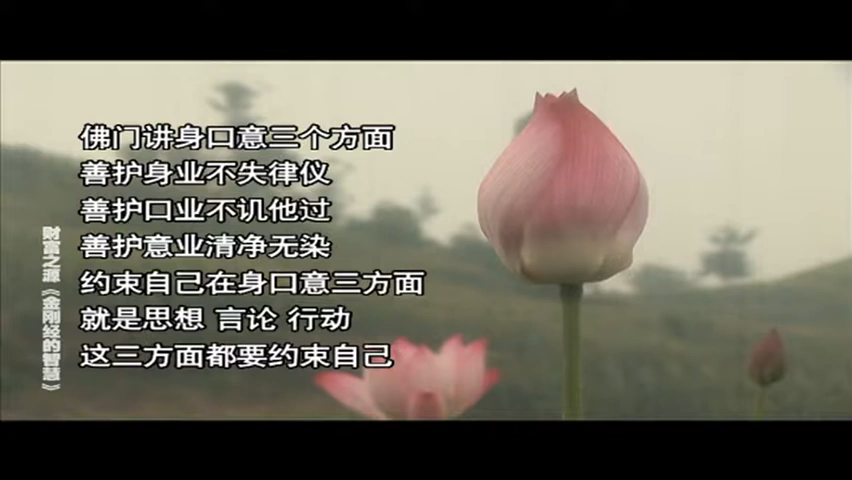 佛门讲身口意三个方面
善护身业不失律仪
善护口业不讥他过
善护意业清净无染
约束自己在身口意三方面
就是思想 言论 行动
这三方面都要约束自己
财富之源《金刚经的智慧》